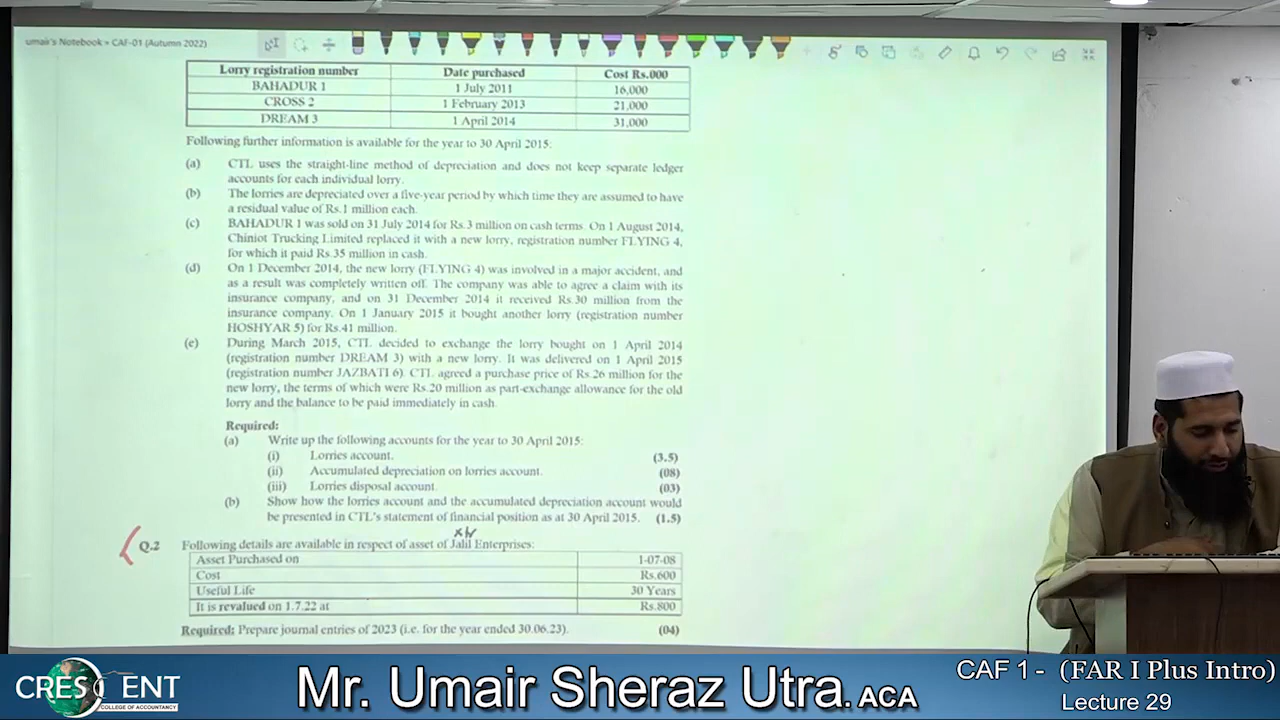 umair's Notebook » CAF-01 (Autumn 2022)
Lorry registration number Date purchased Cost Rs.000
BAHADUR 1 1 July 2011 16,000
CROSS 2 1 February 2013 21,000
DREAM 3 1 April 2014 31,000
Following further information is available for the year to 30 April 2015:
(a) CTL uses the straight-line method of depreciation and does not keep separate ledger
accounts for each individual lorry.
(b) The lorries are depreciated over a five-year period by which time they are assumed to have
a residual value of Rs.1 million each.
(c) BAHADUR 1 was sold on 31 July 2014 for Rs.3 million on cash terms. On 1 August 2014,
Chiniot Trucking Limited replaced it with a new lorry, registration number FLYING 4,
for which it paid Rs.35 million in cash.
(d) On 1 December 2014, the new lorry (FLYING 4) was involved in a major accident, and
as a result was completely written off. The company was able to agree a claim with its
insurance company, and on 31 December 2014 it received Rs.30 million from the
insurance company. On 1 January 2015 it bought another lorry (registration number
HOSHYAR 5) for Rs.41 million.
(e) During March 2015, CTL decided to exchange the lorry bought on 1 April 2014
(registration number DREAM 3) with a new lorry. It was delivered on 1 April 2015
(registration number JAZBATI 6). CTL agreed a purchase price of Rs.26 million for the
new lorry, the terms of which were Rs.20 million as part-exchange allowance for the old
lorry and the balance to be paid immediately in cash.
Required:
(a) Write up the following accounts for the year to 30 April 2015:
(i) Lorries account. (3.5)
(ii) Accumulated depreciation on lorries account. (08)
(iii) Lorries disposal account. (03)
(b) Show how the lorries account and the accumulated depreciation account would
be presented in CTL's statement of financial position as at 30 April 2015. (1.5)
Q.2 Following details are available in respect of asset of Jalil Enterprises:
Asset Purchased on 1-07-08
Cost Rs.600
Useful Life 30 Years
It is revalued on 1.7.22 at Rs.800
Required: Prepare journal entries of 2023 (i.e. for the year ended 30.06.23). (04)
CRESCENT
COLLEGE OF ACCOUNTANCY
Mr. Umair Sheraz Utra. ACA
CAF 1 - (FAR I Plus Intro)
Lecture 29